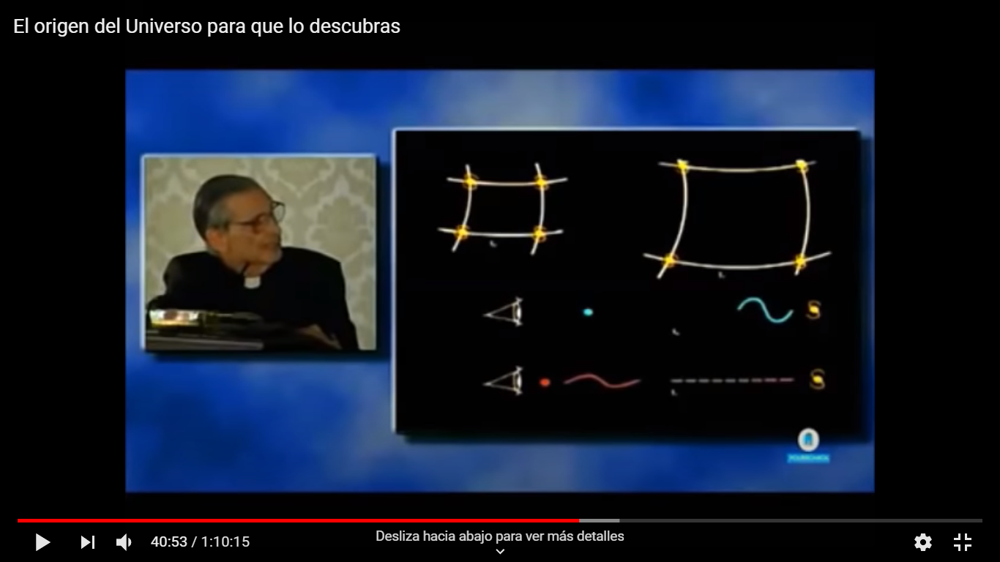 El origen del Universo para que lo descubras
40:53 / 1:10:15
Desliza hacia abajo para ver más detalles